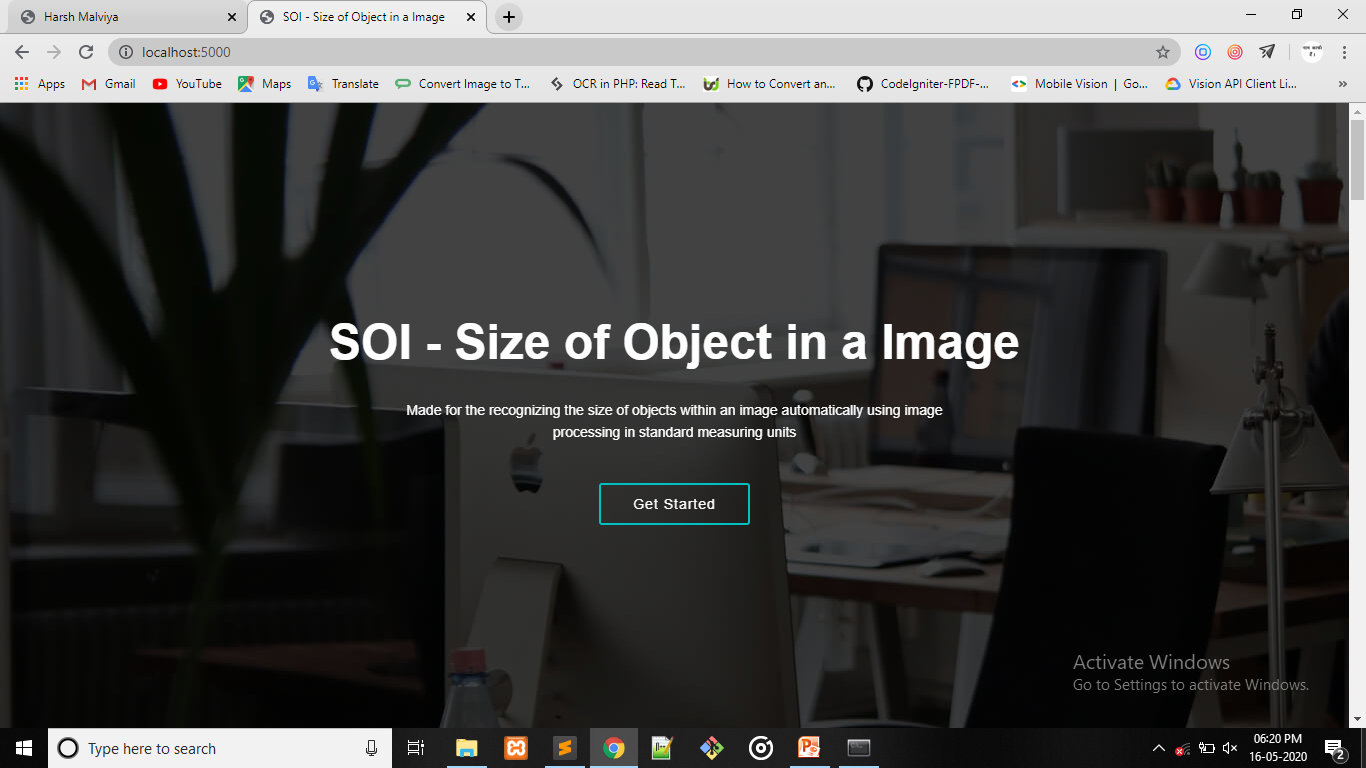 Harsh Malviya
SOI - Size of Object in a Image
localhost:5000
Apps
Gmail
YouTube
Maps
Translate
Convert Image to T...
OCR in PHP: Read T...
How to Convert an...
CodeIgniter-FPDF-...
Mobile Vision | Go...
Vision API Client Li...
SOI - Size of Object in a Image
Made for the recognizing the size of objects within an image automatically using image
processing in standard measuring units
Get Started
Activate Windows
Go to Settings to activate Windows.
Type here to search
06:20 PM
16-05-2020
2